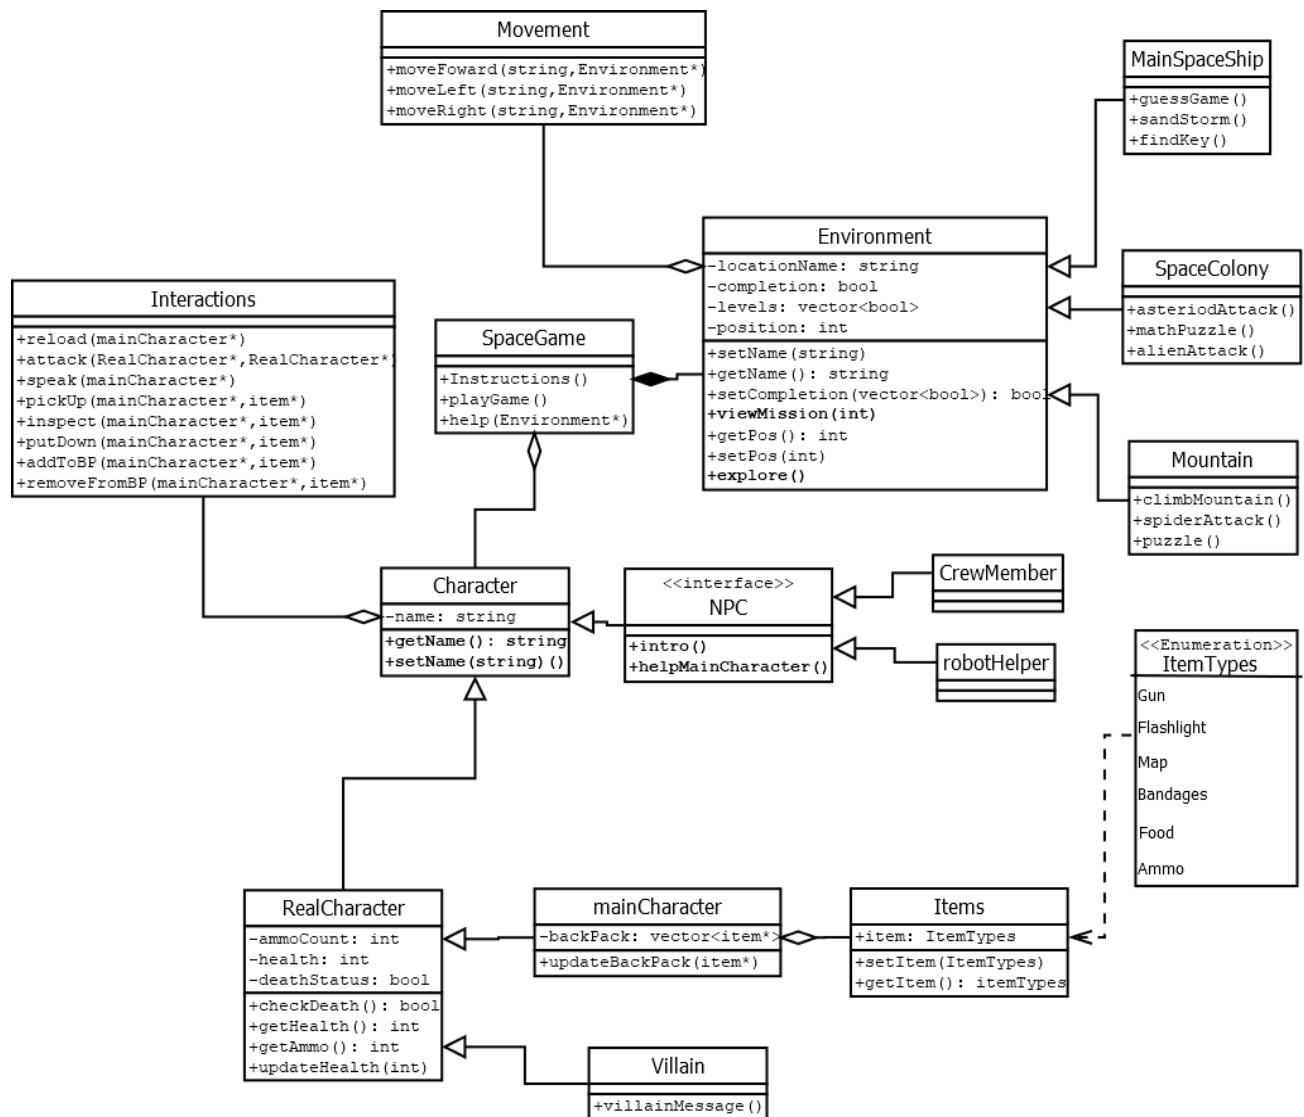 Movement
+moveFoward(string,Environment*)
+moveLeft(string,Environment*)
+moveRight(string,Environment*)
MainSpaceShip
+guessGame()
+sandStorm()
+findKey()
Environment
-locationName: string
-completion: bool
-levels: vector<bool>
-position: int
+setName(string)
+getName(): string
+setCompletion(vector<bool>): bool
+viewMission(int)
+getPos(): int
+setPos(int)
+explore()
SpaceColony
+asteriodAttack()
+mathPuzzle()
+alienAttack()
Interactions
+reload(mainCharacter*)
+attack(RealCharacter*,RealCharacter*)
+speak(mainCharacter*)
+pickUp(mainCharacter*,item*)
+inspect(mainCharacter*,item*)
+putDown(mainCharacter*,item*)
+addToBP(mainCharacter*,item*)
+removeFromBP(mainCharacter*,item*)
SpaceGame
+Instructions()
+playGame()
+help(Environment*)
Mountain
+climbMountain()
+spiderAttack()
+puzzle()
Character
-name: string
+getName(): string
+setName(string)()
<<interface>>
NPC
+intro()
+helpMainCharacter()
CrewMember
robotHelper
<<Enumeration>>
ItemTypes
Gun
Flashlight
Map
Bandages
Food
Ammo
RealCharacter
-ammoCount: int
-health: int
-deathStatus: bool
+checkDeath(): bool
+getHealth(): int
+getAmmo(): int
+updateHealth(int)
mainCharacter
-backPack: vector<item*>
+updateBackPack(item*)
Items
+item: ItemTypes
+setItem(ItemTypes)
+getItem(): itemTypes
Villain
+villainMessage()